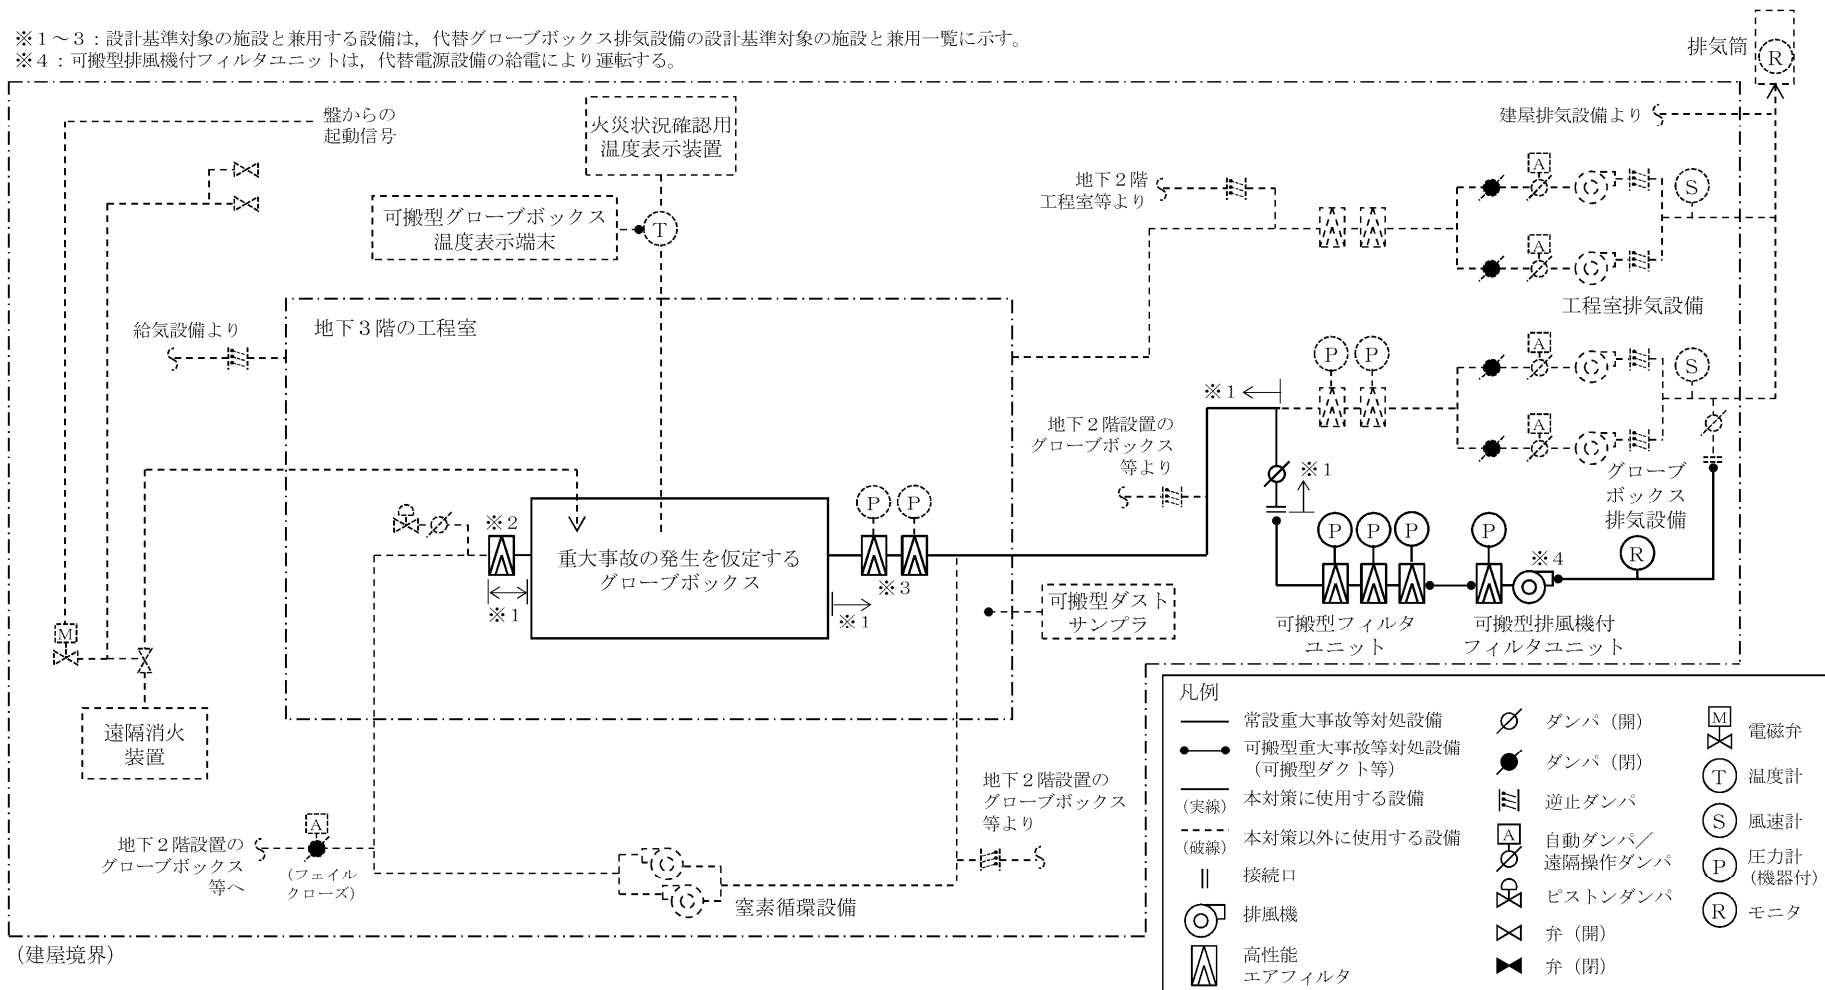 ※1～3：設計基準対象の施設と兼用する設備は，代替グローブボックス排気設備の設計基準対象の施設と兼用一覧に示す。
※4：可搬型排風機付フィルタユニットは，代替電源設備の給電により運転する。
排気筒
R
盤からの
起動信号
火災状況確認用
温度表示装置
建屋排気設備より
可搬型グローブボックス
温度表示端末
T
地下2階
工程室等より
A
S
A
工程室排気設備
給気設備より
地下3階の工程室
P
P
A
S
※1
地下2階設置の
グローブボックス
等より
A
※1
グローブ
ボックス
排気設備
P
P
※2
重大事故の発生を仮定する
グローブボックス
※3
※1
※1
P
P
P
P
※4
R
可搬型ダスト
サンプラ
可搬型フィルタ
ユニット
可搬型排風機付
フィルタユニット
M
遠隔消火
装置
地下2階設置の
グローブボックス
等へ
A
（フェイル
クローズ）
窒素循環設備
地下2階設置の
グローブボックス
等より
（建屋境界）
凡例
常設重大事故等対処設備
可搬型重大事故等対処設備
（可搬型ダクト等）
（実線）
本対策に使用する設備
（破線）
本対策以外に使用する設備
接続口
排風機
高性能
エアフィルタ
ダンパ（開）
ダンパ（閉）
逆止ダンパ
A
自動ダンパ／
遠隔操作ダンパ
ピストンダンパ
弁（開）
弁（閉）
M
電磁弁
T
温度計
S
風速計
P
圧力計
（機器付）
R
モニタ